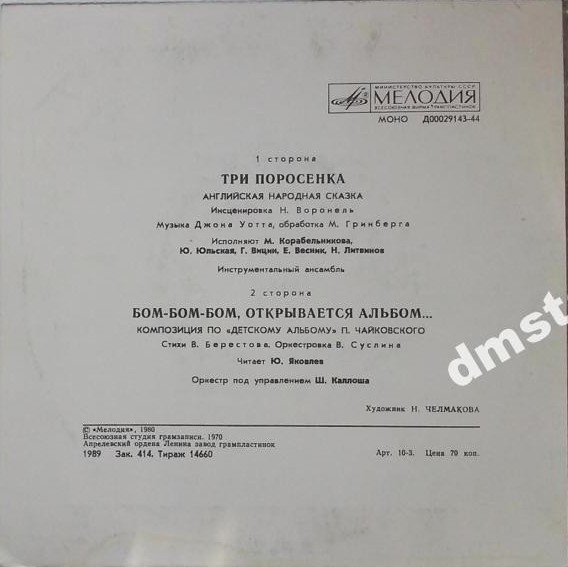 МИНИСТЕРСТВО КУЛЬТУРЫ СССР
МЕЛОДИЯ
ВСЕСОЮЗНАЯ ФИРМА ГРАМПЛАСТИНОК
МОНО Д00029143-44
1 сторона
ТРИ ПОРОСЕНКА
АНГЛИЙСКАЯ НАРОДНАЯ СКАЗКА
Инсценировка Н. Воронель
Музыка Джона Уотта, обработка М. Гринберга
Исполняют М. Корабельникова,
Ю. Юльская, Г. Вицин, Е. Весник, Н. Литвинов
Инструментальный ансамбль
2 сторона
БОМ-БОМ-БОМ, ОТКРЫВАЕТСЯ АЛЬБОМ...
КОМПОЗИЦИЯ ПО «ДЕТСКОМУ АЛЬБОМУ» П. ЧАЙКОВСКОГО
Стихи В. Берестова, Оркестровка В. Суслина
Читает Ю. Яковлев
Оркестр под управлением Ш. Каллоша
dmst
Художник Н. ЧЕЛМАКОВА
© «Мелодия», 1980
Всесоюзная студия грамзаписи. 1970
Апрелевский ордена Ленина завод грампластинок
1989 Зак. 414. Тираж 14660
Арт. 10-3. Цена 70 коп.